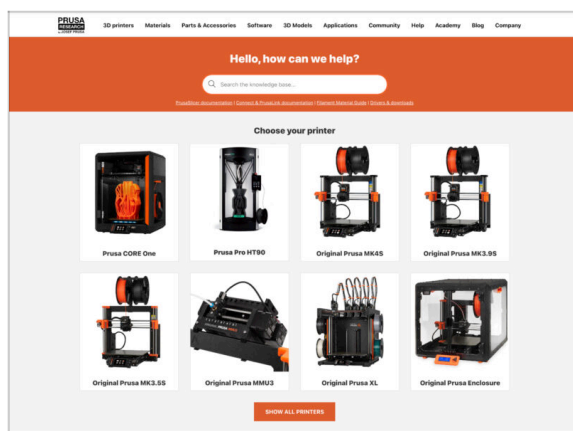 PRUSA
RESEARCH
by JOSEF PRUSA
3D printers Materials Parts & Accessories Software 3D Models Applications Community Help Academy Blog Company
Hello, how can we help?
Search the knowledge base...
PrusaSlicer documentation | Connect & PrusaLink documentation | Filament Material Guide | Drivers & downloads
Choose your printer
Prusa CORE One Prusa Pro HT90 Original Prusa MK4S Original Prusa MK3.9S
Original Prusa MK3.5S Original Prusa MMU3 Original Prusa XL Original Prusa Enclosure
SHOW ALL PRINTERS